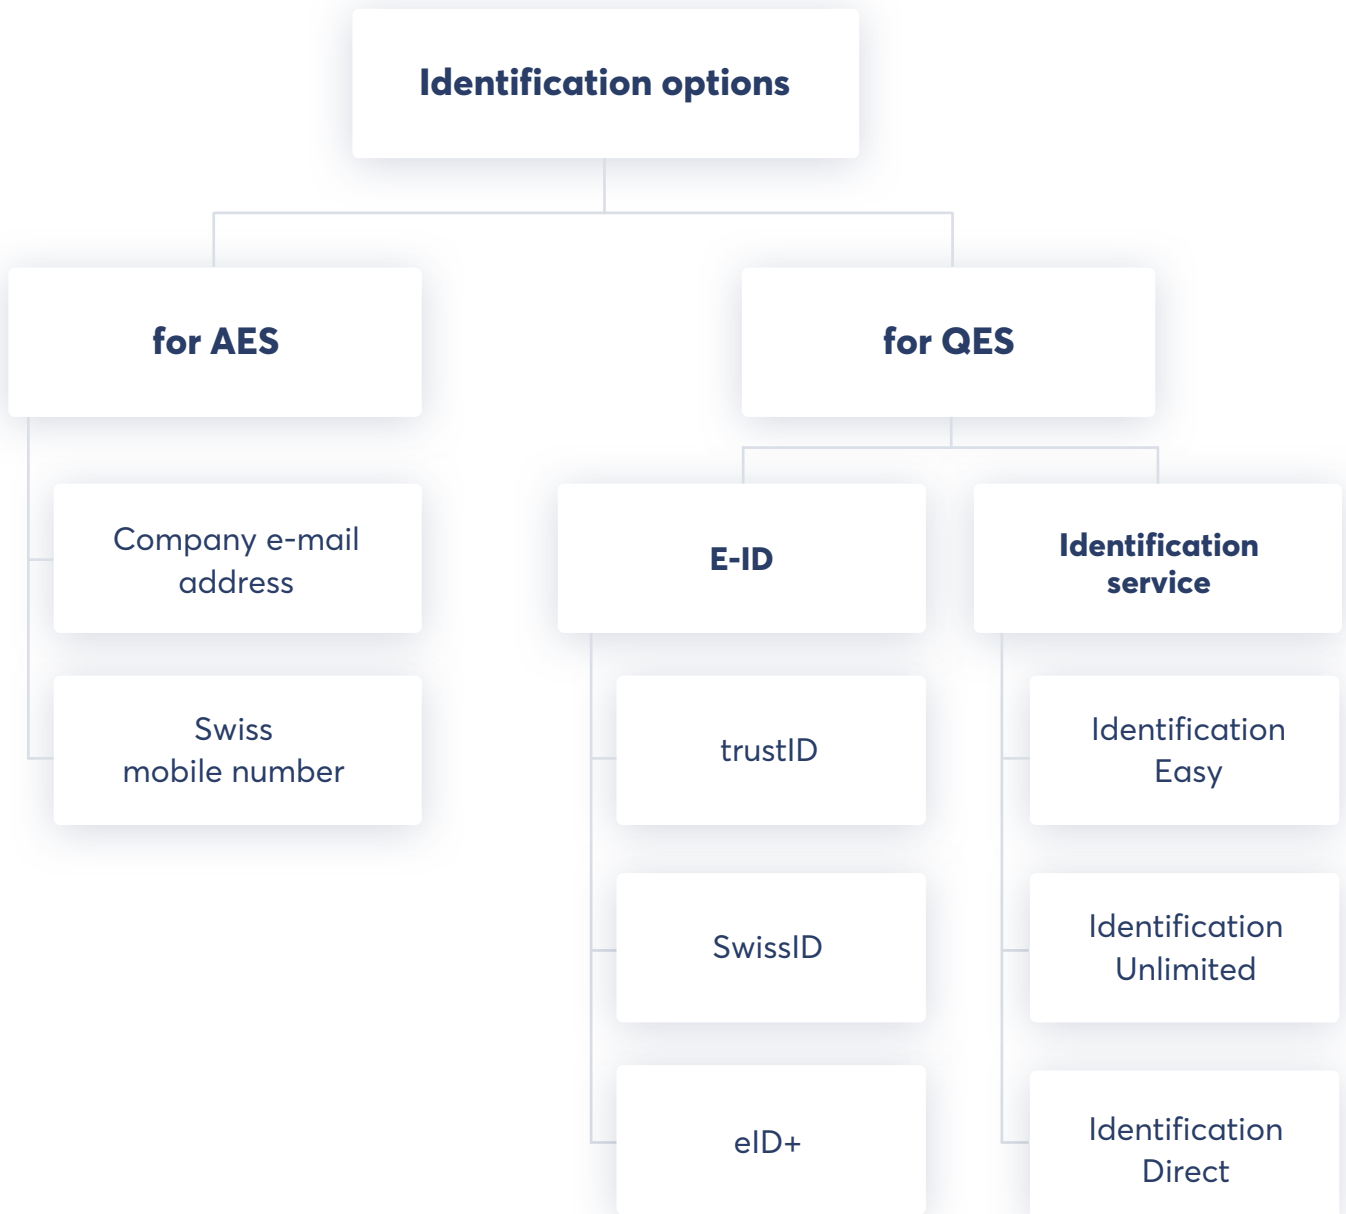 Identification options
for AES
for QES
Company e-mail
address
Swiss
mobile number
E-ID
trustID
SwissID
eID+
Identification
service
Identification
Easy
Identification
Unlimited
Identification
Direct